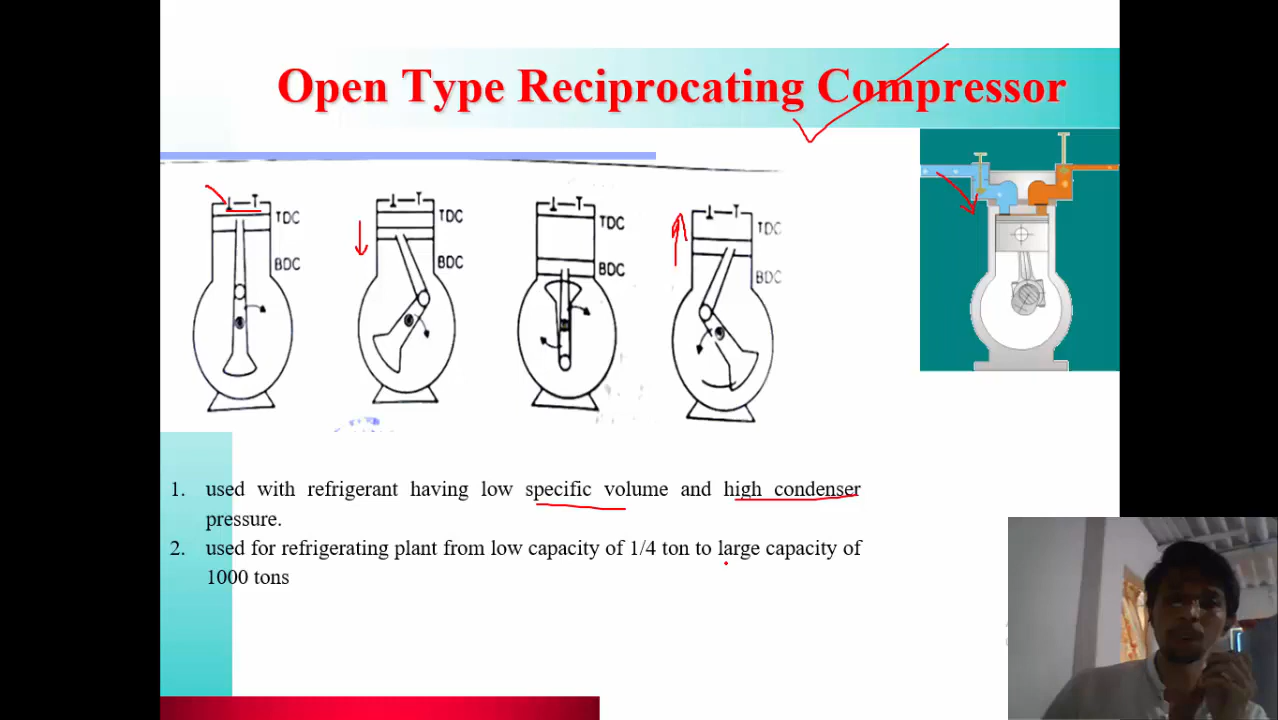 Open Type Reciprocating Compressor
TDC
BDC
TDC
BDC
TDC
BDC
TDC
BDC
1. used with refrigerant having low specific volume and high condenser
pressure.
2. used for refrigerating plant from low capacity of 1/4 ton to large capacity of
1000 tons